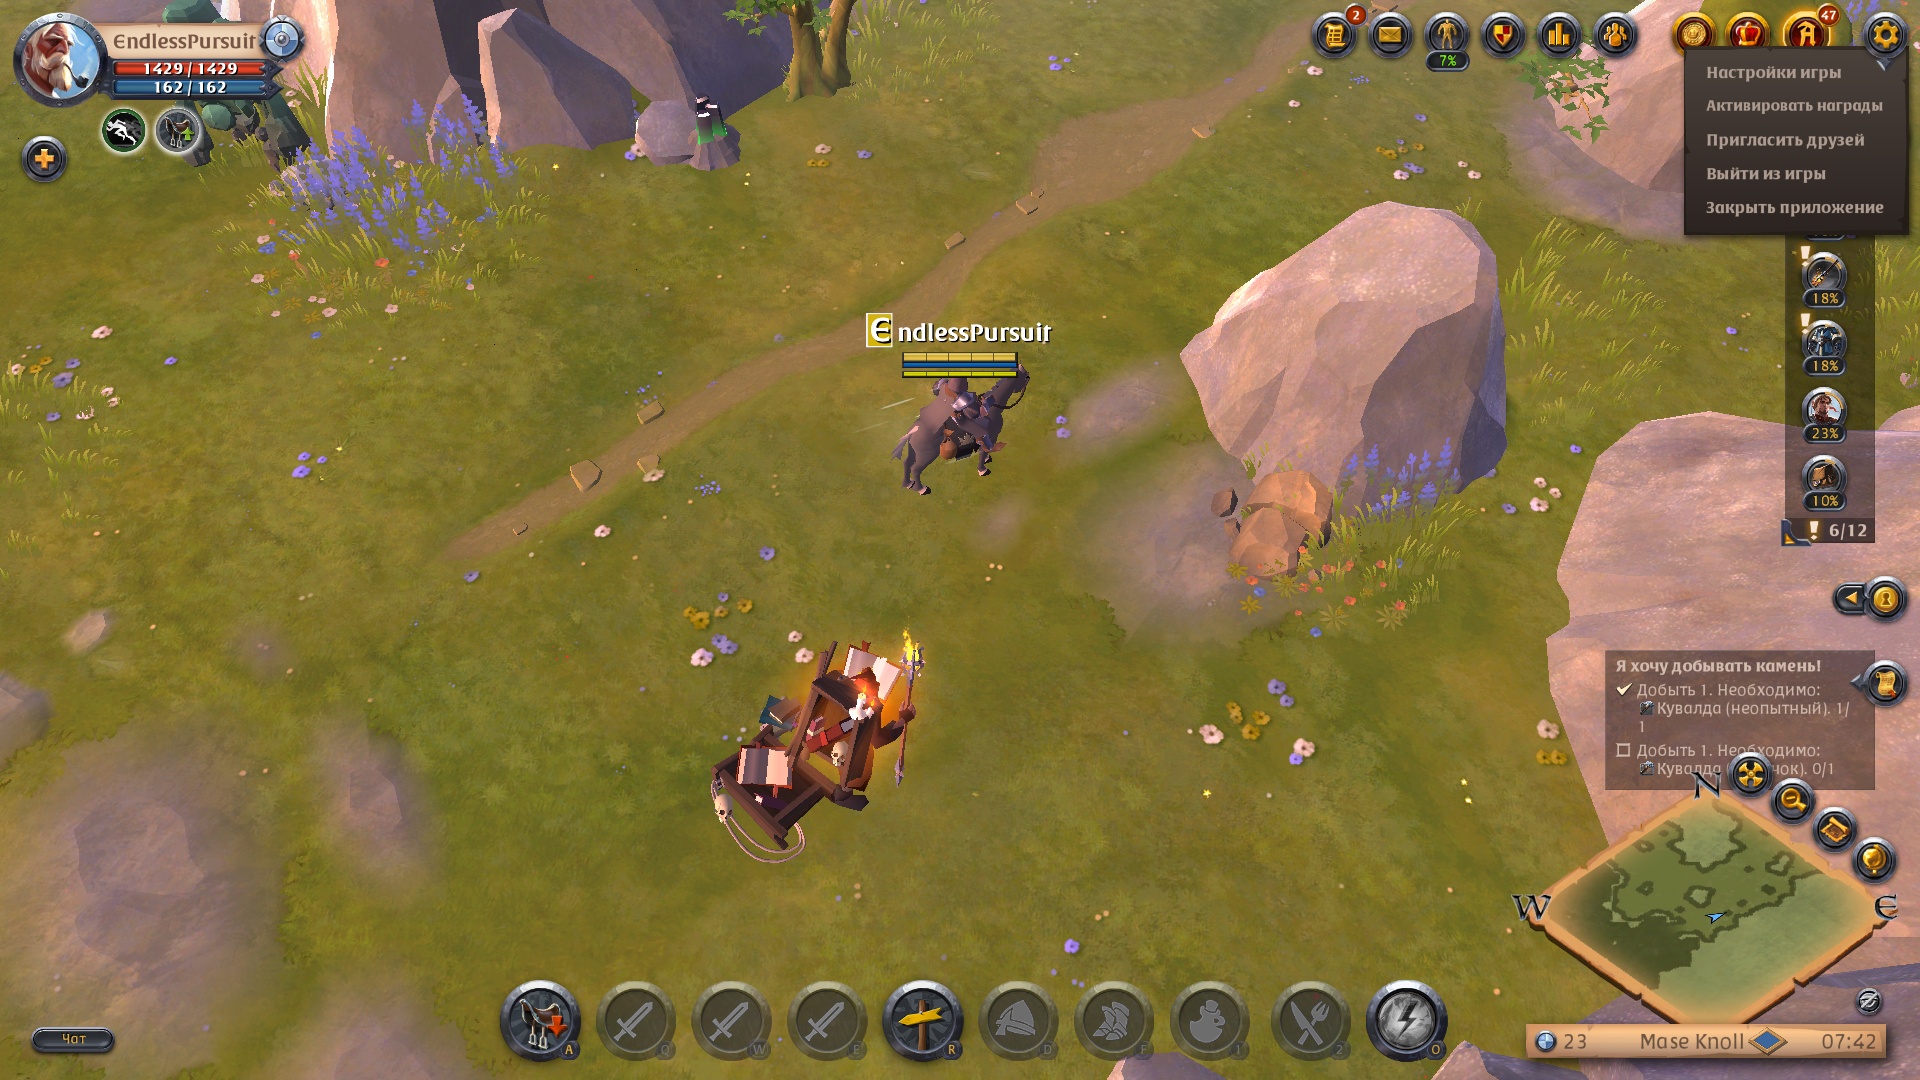 EndlessPursuit
1429 / 1429
162 / 162
2
7%
47
Настройки игры
Активировать награды
Пригласить друзей
Выйти из игры
Закрыть приложение
18%
18%
23%
10%
6/12
EndlessPursuit
Я хочу добывать камень!
Добыть 1. Необходимо:
Кувалда (неопытный). 1/
1
Добыть 1. Необходимо:
0/1
N
W
E
A
Q
W
E
R
D
F
1
2
O
Чат
23
Mase Knoll
07:42